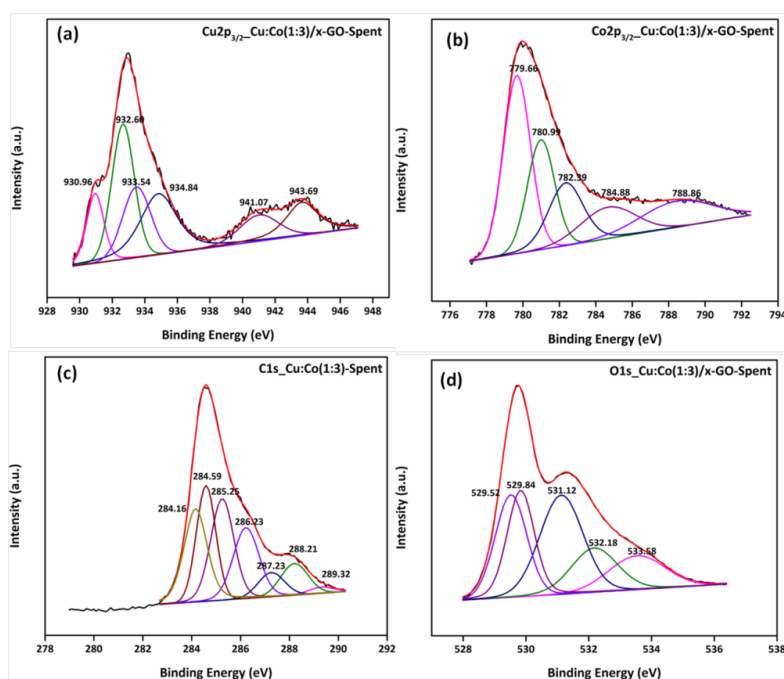 (a) Cu2p3/2_Cu:Co(1:3)/x-GO-Spent
932.60
930.96
933.54
934.84
941.07
943.69
Intensity (a.u.)
928 930 932 934 936 938 940 942 944 946 948
Binding Energy (eV)
(b) Co2p3/2_Cu:Co(1:3)/x-GO-Spent
779.66
780.99
782.39
784.88
788.86
Intensity (a.u.)
776 778 780 782 784 786 788 790 792 794
Binding Energy (eV)
(c) C1s_Cu:Co(1:3)-Spent
284.59
285.25
284.16
286.23
287.23
288.21
289.32
Intensity (a.u.)
278 280 282 284 286 288 290 292
Binding Energy (eV)
(d) O1s_Cu:Co(1:3)/x-GO-Spent
529.52
529.84
531.12
532.18
533.58
Intensity (a.u.)
528 530 532 534 536 538
Binding Energy (eV)